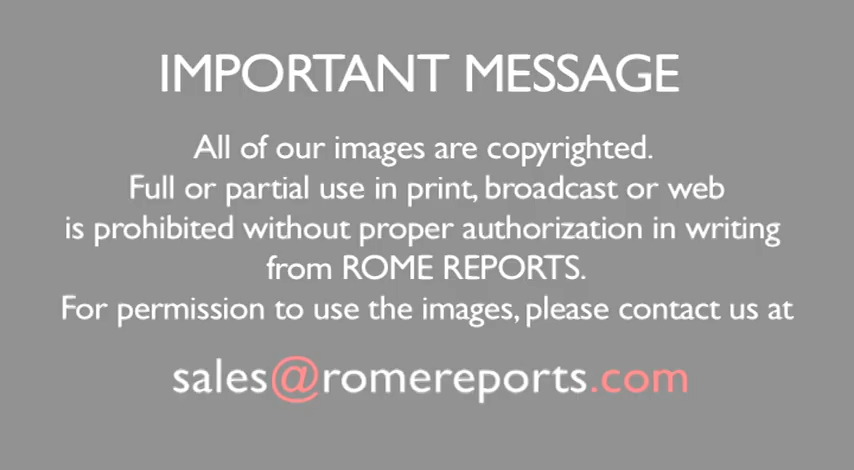 IMPORTANT MESSAGE
All of our images are copyrighted.
Full or partial use in print, broadcast or web
is prohibited without proper authorization in writing
from ROME REPORTS.
For permission to use the images, please contact us at
sales@romereports.com